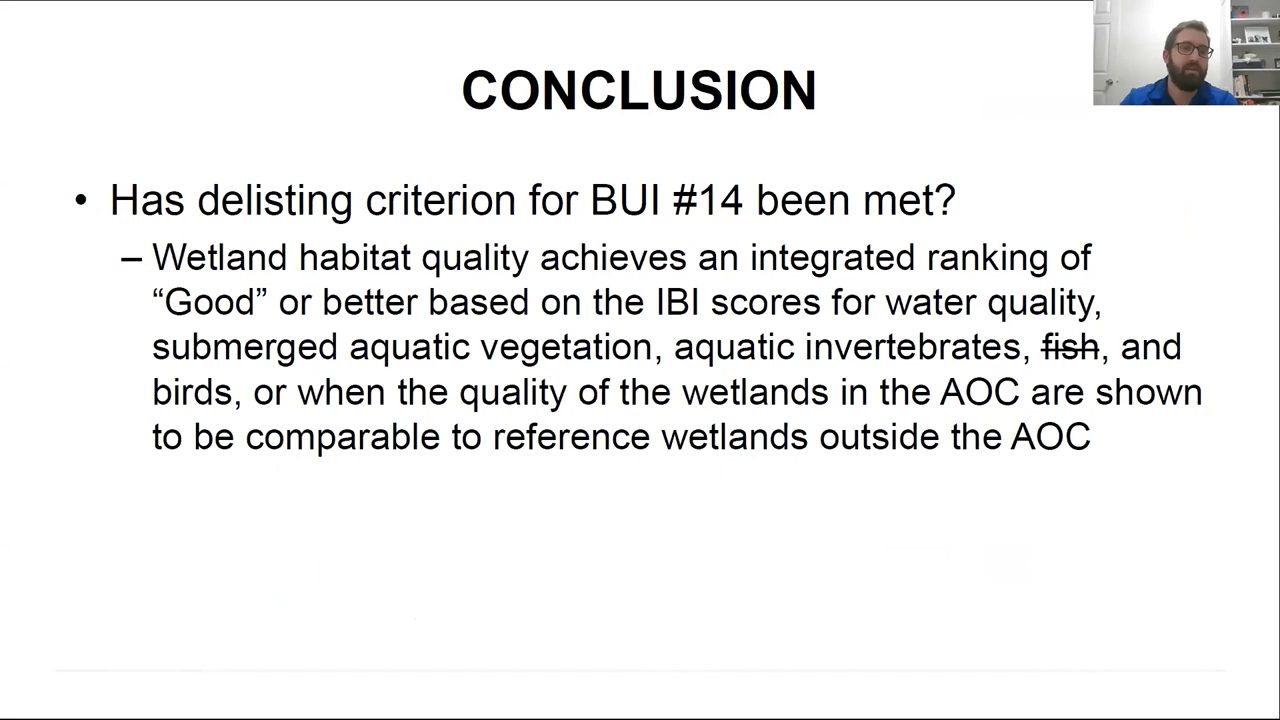 CONCLUSION
• Has delisting criterion for BUI #14 been met?
– Wetland habitat quality achieves an integrated ranking of
“Good” or better based on the IBI scores for water quality,
submerged aquatic vegetation, aquatic invertebrates, fish, and
birds, or when the quality of the wetlands in the AOC are shown
to be comparable to reference wetlands outside the AOC